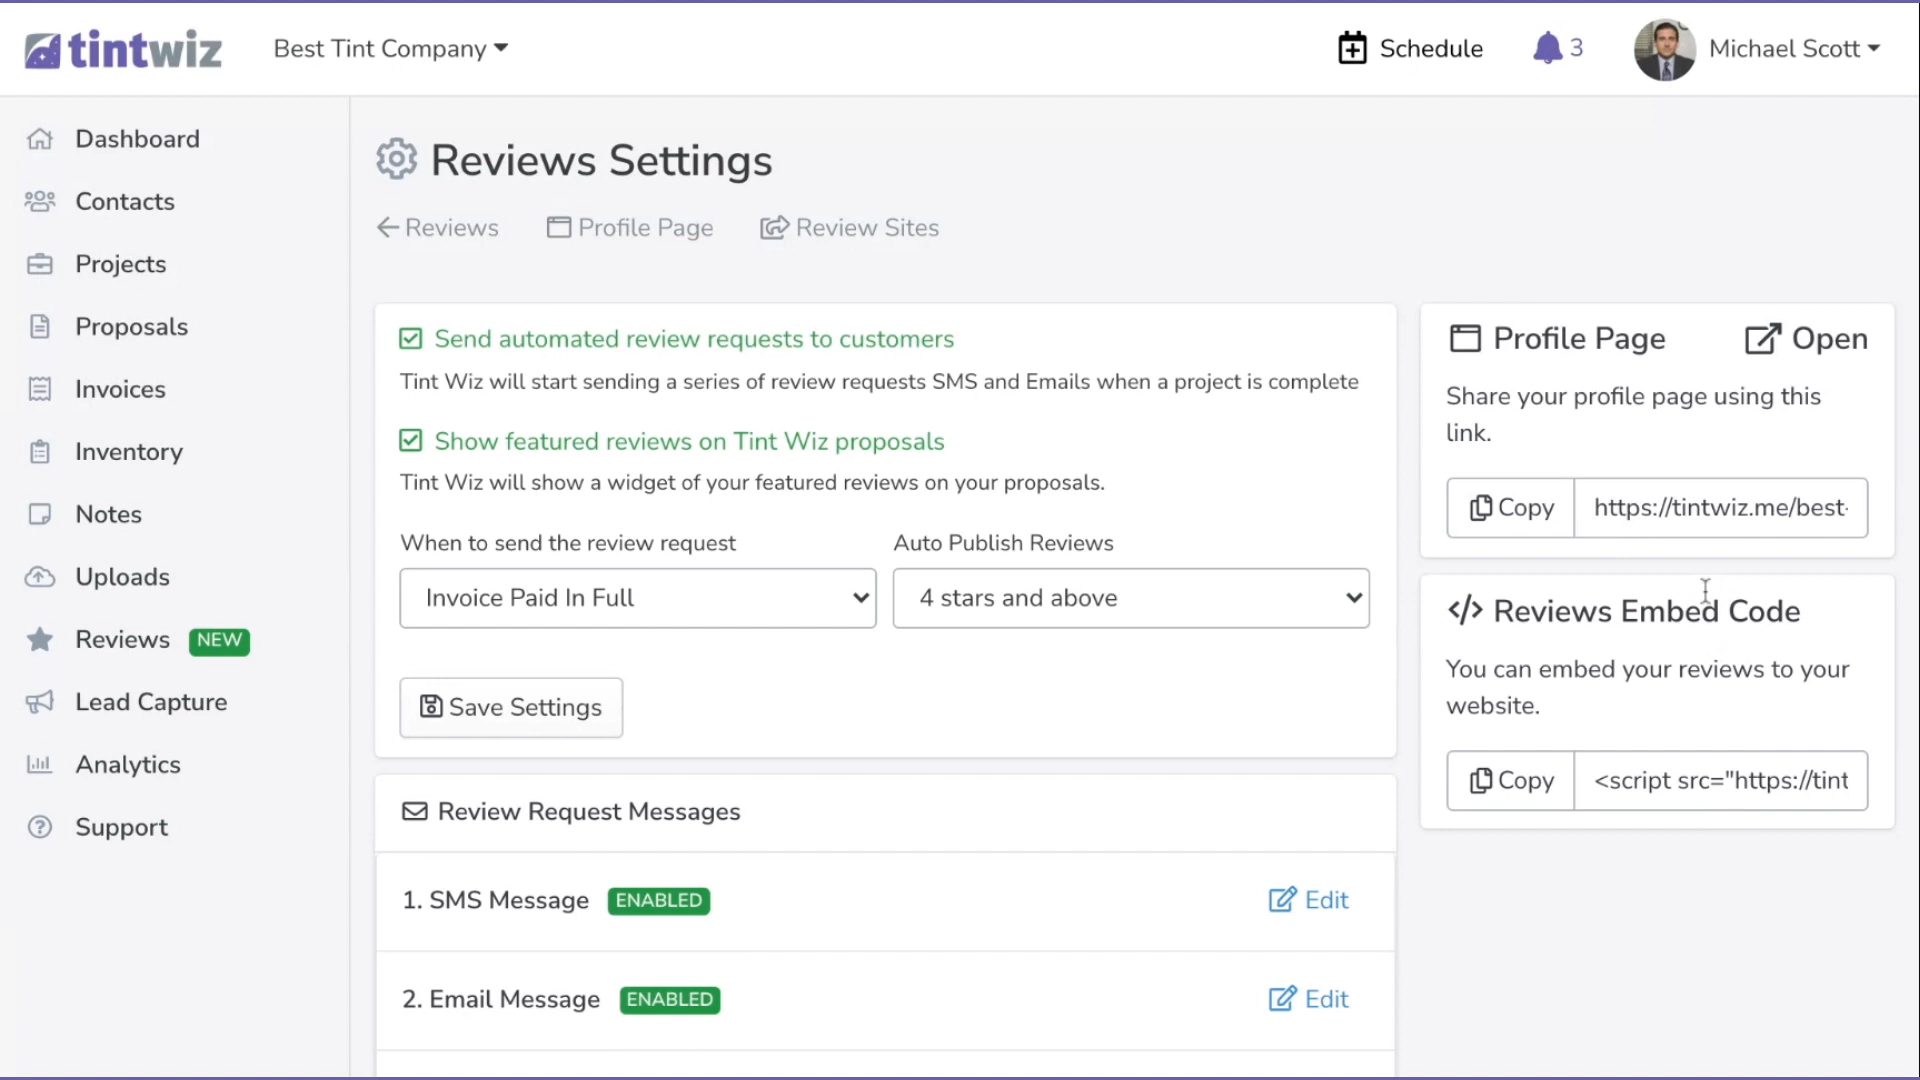 tintwiz
Best Tint Company
Schedule
3
Michael Scott
Dashboard
Contacts
Projects
Proposals
Invoices
Inventory
Notes
Uploads
Reviews NEW
Lead Capture
Analytics
Support
Reviews Settings
Reviews
Profile Page
Review Sites
Send automated review requests to customers
Tint Wiz will start sending a series of review requests SMS and Emails when a project is complete
Show featured reviews on Tint Wiz proposals
Tint Wiz will show a widget of your featured reviews on your proposals.
When to send the review request
Invoice Paid In Full
Auto Publish Reviews
4 stars and above
Save Settings
Review Request Messages
1. SMS Message ENABLED Edit
2. Email Message ENABLED Edit
Profile Page
Open
Share your profile page using this
link.
Copy https://tintwiz.me/best-
</> Reviews Embed Code
You can embed your reviews to your
website.
Copy <script src="https://tint